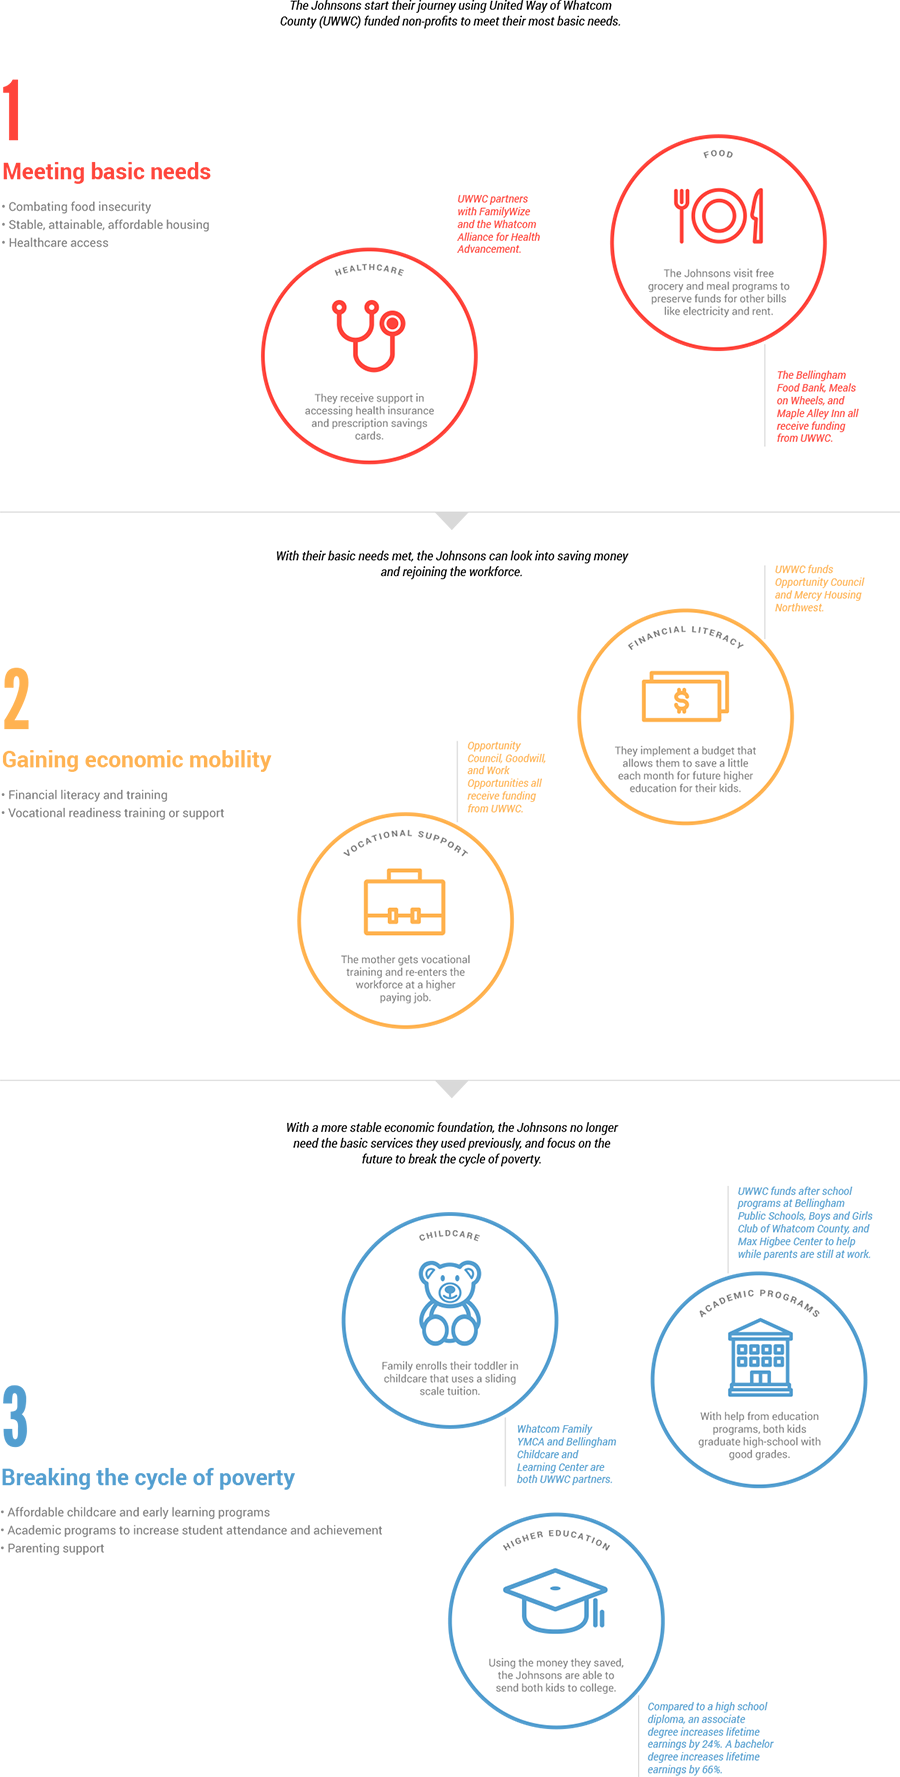 The Johnsons start their journey using United Way of Whatcom
County (UWWC) funded non-profits to meet their most basic needs.
1
Meeting basic needs
• Combating food insecurity
• Stable, attainable, affordable housing
• Healthcare access
FOOD
The Johnsons visit free
grocery and meal programs to
preserve funds for other bills
like electricity and rent.
UWWC partners
with FamilyWize
and the Whatcom
Alliance for Health
Advancement.
HEALTHCARE
They receive support in
accessing health insurance
and prescription savings
cards.
The Bellingham
Food Bank, Meals
on Wheels, and
Maple Alley Inn all
receive funding
from UWWC.
With their basic needs met, the Johnsons can look into saving money
and rejoining the workforce.
UWWC funds
Opportunity Council
and Mercy Housing
Northwest.
2
Gaining economic mobility
• Financial literacy and training
• Vocational readiness training or support
FINANCIAL LITERACY
$
They implement a budget that
allows them to save a little
each month for future higher
education for their kids.
Opportunity
Council, Goodwill,
and Work
Opportunities all
receive funding
from UWWC.
VOCATIONAL SUPPORT
The mother gets vocational
training and re-enters the
workforce at a higher
paying job.
With a more stable economic foundation, the Johnsons no longer
need the basic services they used previously, and focus on the
future to break the cycle of poverty.
UWWC funds after school
programs at Bellingham
Public Schools, Boys and Girls
Club of Whatcom County, and
Max Higbee Center to help
while parents are still at work.
CHILDCARE
Family enrolls their toddler in
childcare that uses a sliding
scale tuition.
ACADEMIC PROGRAMS
With help from education
programs, both kids
graduate high-school with
good grades.
3
Breaking the cycle of poverty
• Affordable childcare and early learning programs
• Academic programs to increase student attendance and achievement
• Parenting support
Whatcom Family
YMCA and Bellingham
Childcare and
Learning Center are
both UWWC partners.
HIGHER EDUCATION
Using the money they saved,
the Johnsons are able to
send both kids to college.
Compared to a high school
diploma, an associate
degree increases lifetime
earnings by 24%. A bachelor
degree increases lifetime
earnings by 66%.